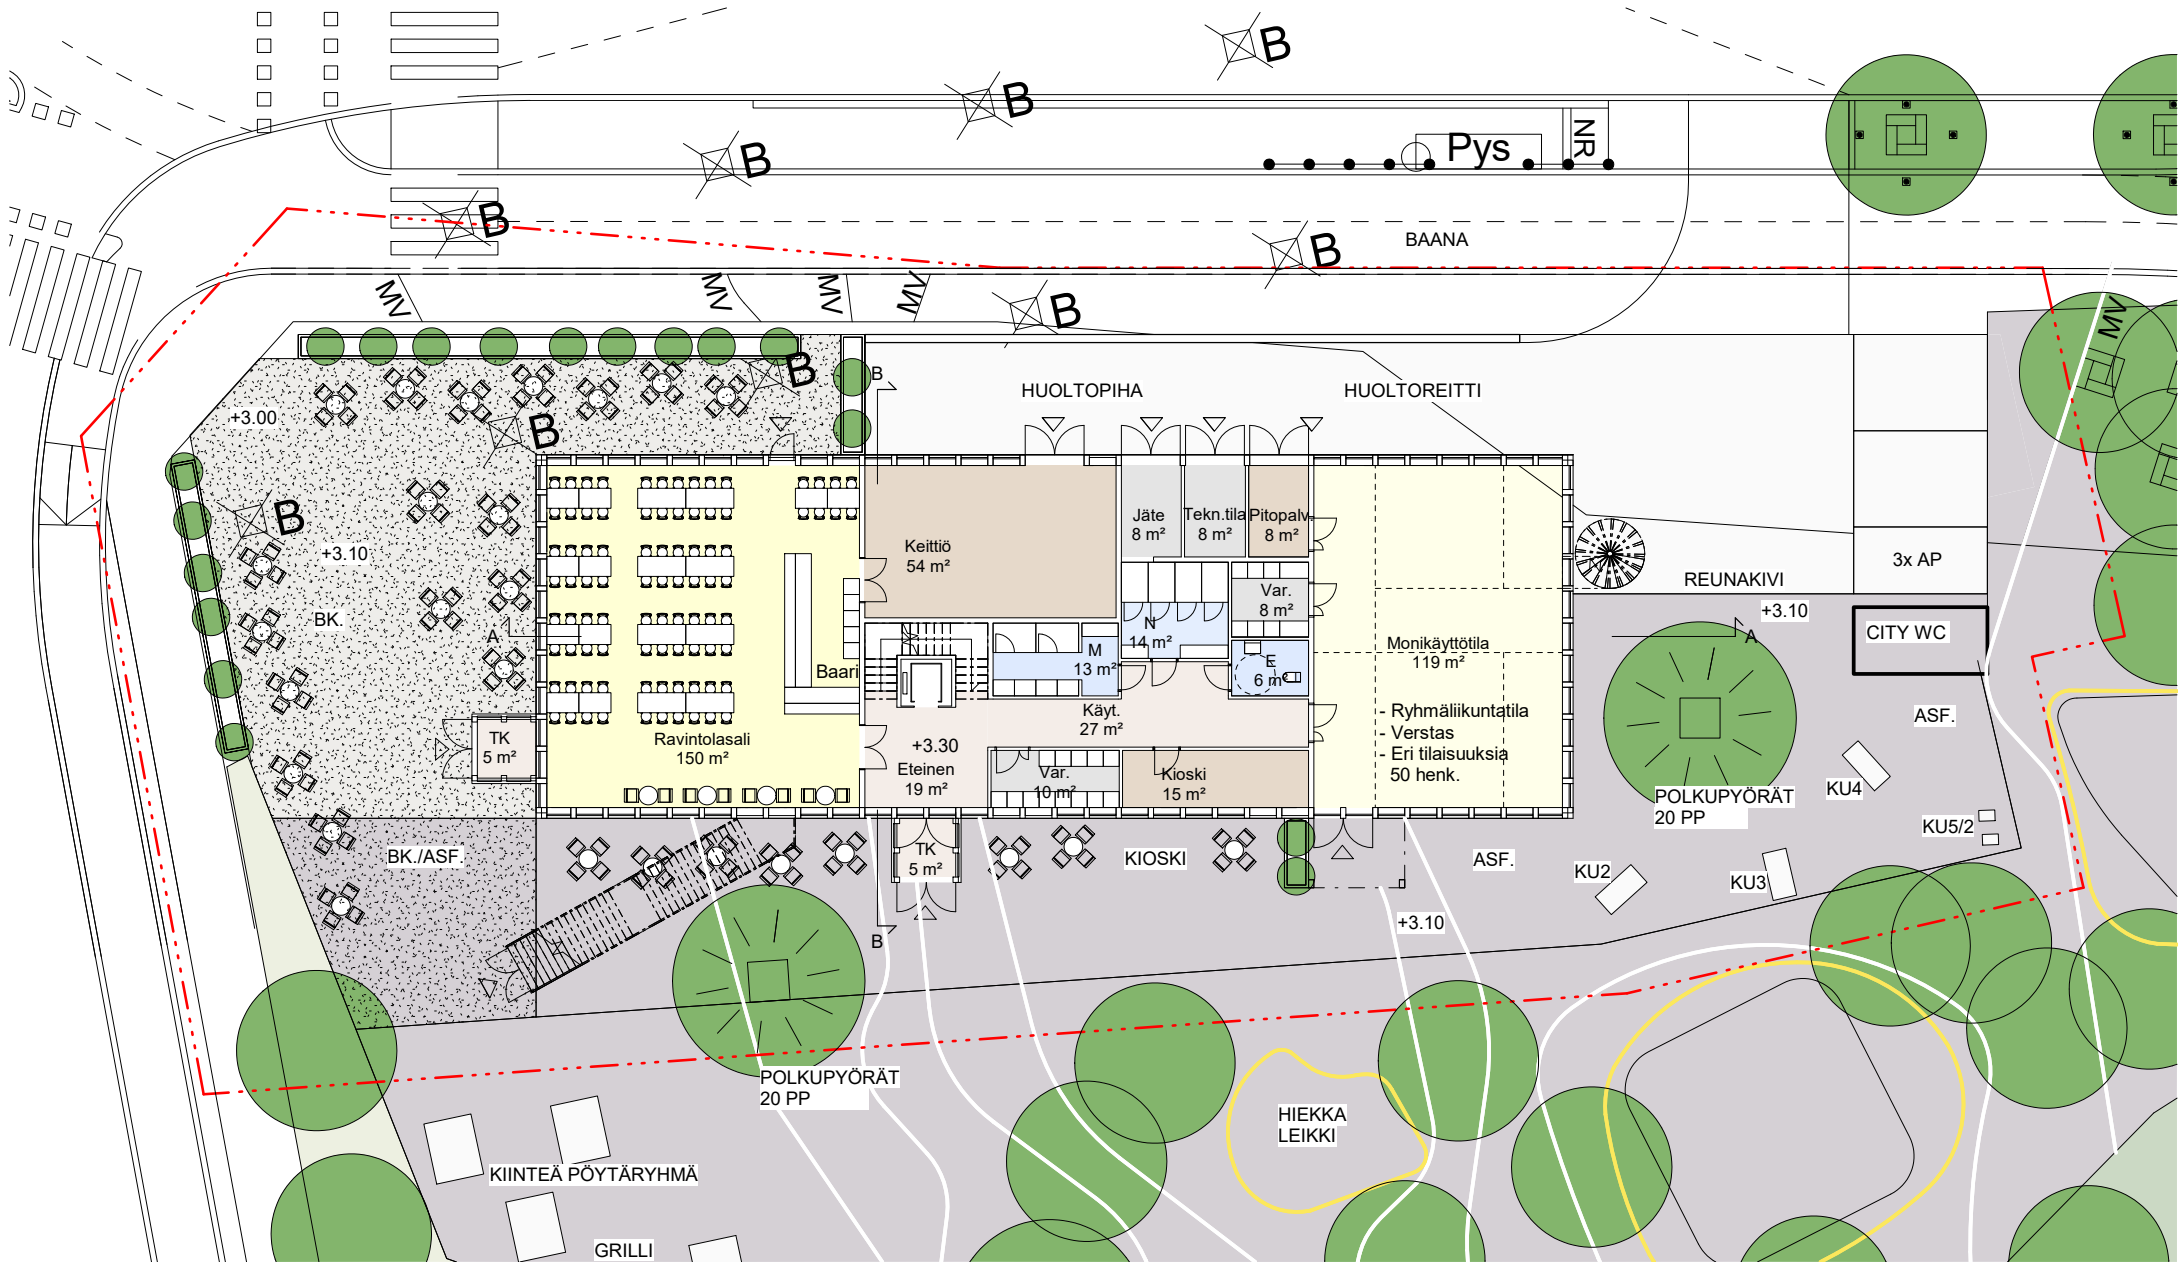 B
B
B
B
B
B
B
B
B
Pys
NR
BAANA
MV
MV
MV
MV
MV
HUOLTOPIHA
HUOLTOREITTI
+3.00
+3.10
BK.
B
A
Keittiö
54 m²
Jäte
8 m²
Tekn.tila
8 m²
Pitopalv.
8 m²
Var.
8 m²
N
14 m²
M
13 m²
E
6 m²
Baari
Ravintolasali
150 m²
TK
5 m²
Käyt.
27 m²
+3.30
Eteinen
19 m²
Var.
10 m²
Kioski
15 m²
Monikäyttötila
119 m²
- Ryhmäliikuntatila
- Verstas
- Eri tilaisuuksia
50 henk.
REUNAKIVI
3x AP
+3.10
A
CITY WC
ASF.
POLKUPYÖRÄT
20 PP
KU4
KU5/2
KU2
KU3
BK./ASF.
TK
5 m²
KIOSKI
ASF.
+3.10
B
POLKUPYÖRÄT
20 PP
HIEKKA
LEIKKI
KIINTEÄ PÖYTÄRYHMÄ
GRILLI